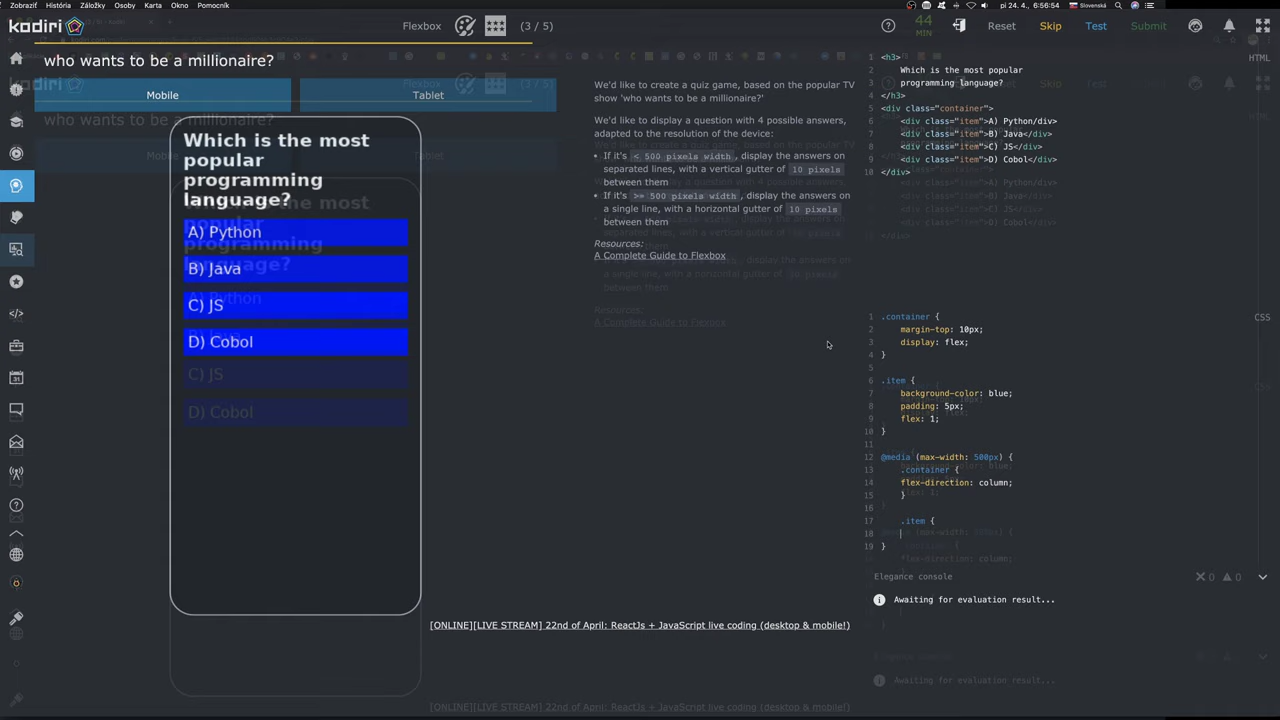 Zobraziť História Záložky Osoby Karta Okno Pomocník
Slovenská pi 24. 4., 6:56:54
kodiri
Flexbox (3 / 5)
44 MIN
Reset Skip Test Submit
who wants to be a millionaire?
Mobile
Tablet
Which is the most
popular
programming
language?
A) Python
B) Java
C) JS
D) Cobol
We'd like to create a quiz game, based on the popular TV
show 'who wants to be a millionaire?'
We'd like to display a question with 4 possible answers,
adapted to the resolution of the device:
If it's < 500 pixels width, display the answers on
separated lines, with a vertical gutter of 10 pixels
between them
If it's >= 500 pixels width, display the answers on
a single line, with a horizontal gutter of 10 pixels
between them
Resources:
A Complete Guide to Flexbox
[ONLINE][LIVE STREAM] 22nd of April: ReactJs + JavaScript live coding (desktop & mobile!)
HTML
1 <h3>
2 Which is the most popular
3 programming language?
4 </h3>
5 <div class="container">
6 <div class="item">A) Python</div>
7 <div class="item">B) Java</div>
8 <div class="item">C) JS</div>
9 <div class="item">D) Cobol</div>
10 </div>
CSS
1 .container {
2 margin-top: 10px;
3 display: flex;
4 }
5
6 .item {
7 background-color: blue;
8 padding: 5px;
9 flex: 1;
10 }
11
12 @media (max-width: 500px) {
13 .container {
14 flex-direction: column;
15 }
16
17 .item {
18
19 }
Elegance console
0 0
Awaiting for evaluation result...